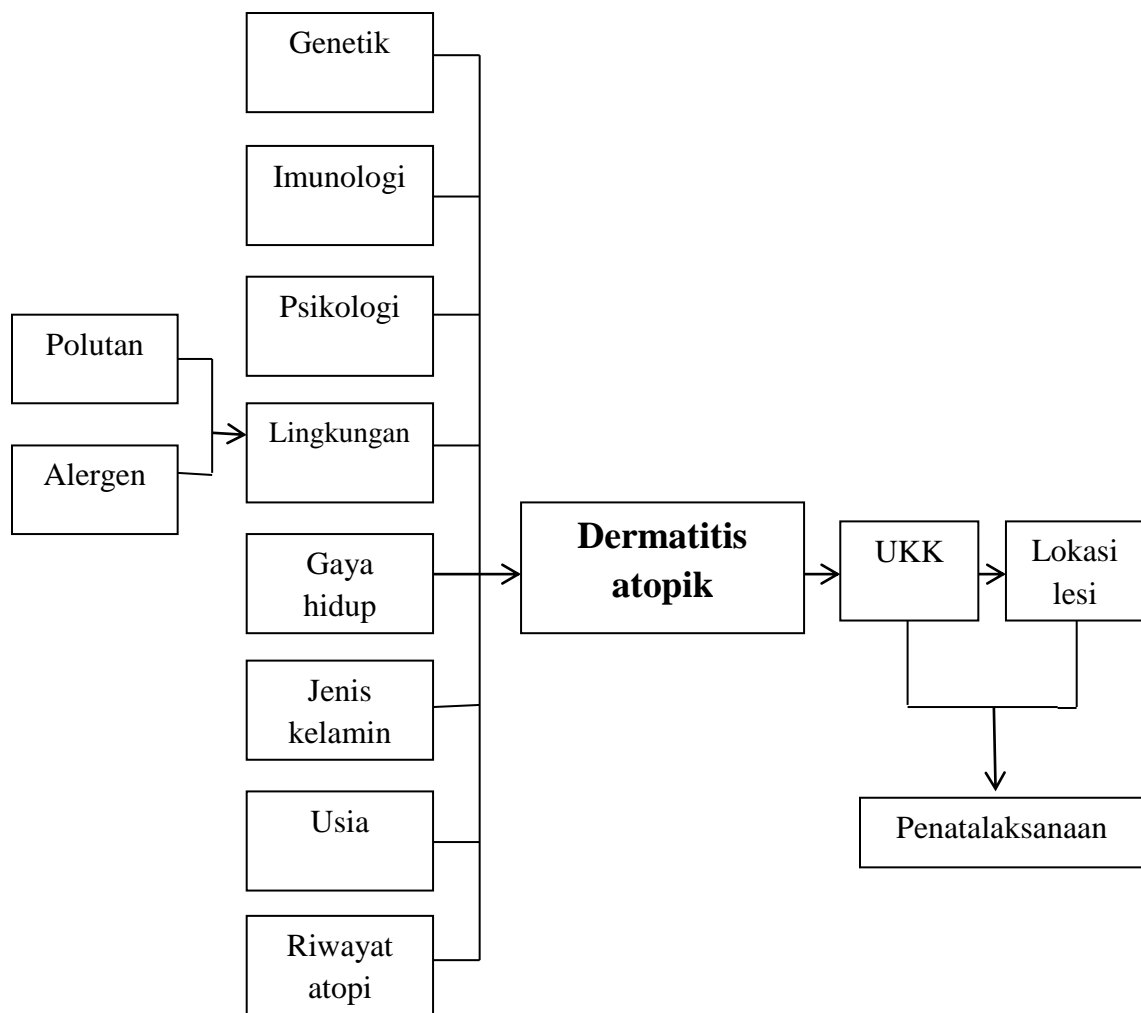 Genetik
Imunologi
Psikologi
Polutan
Alergen
Lingkungan
Gaya
hidup
Jenis
kelamin
Usia
Riwayat
atopi
Dermatitis
atopik
UKK
Lokasi
lesi
Penatalaksanaan